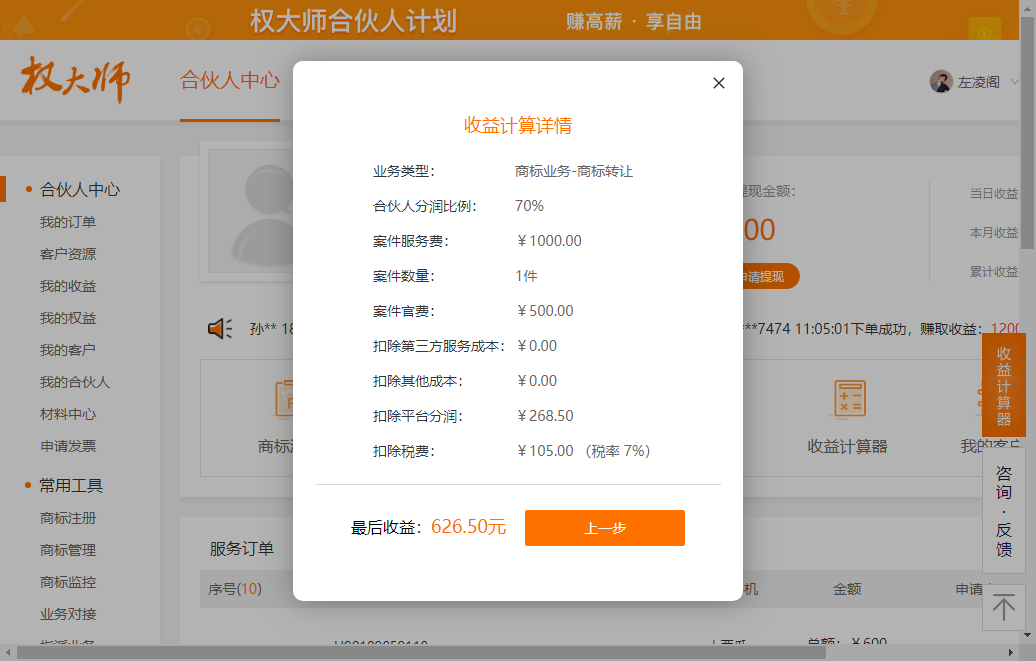 权大师合伙人计划 赚高薪 · 享自由
权大师
合伙人中心
左凌阁
合伙人中心
我的订单
客户资源
我的收益
我的权益
我的客户
我的合伙人
材料中心
申请发票
常用工具
商标注册
商标管理
商标监控
业务对接
现金额:
00
请提现
当日收益
本月收益
累计收益
孙** 18
***7474 11:05:01下单成功，赚取收益: 1200
商标
收益计算器
我的客户
服务订单
序号(10)
机
金额
申请
总额: ￥600
收益计算详情
业务类型: 商标业务-商标转让
合伙人分润比例: 70%
案件服务费: ￥1000.00
案件数量: 1件
案件官费: ￥500.00
扣除第三方服务成本: ￥0.00
扣除其他成本: ￥0.00
扣除平台分润: ￥268.50
扣除税费: ￥105.00 （税率 7%）
最后收益: 626.50元
上一步
收益计算器
咨询·反馈